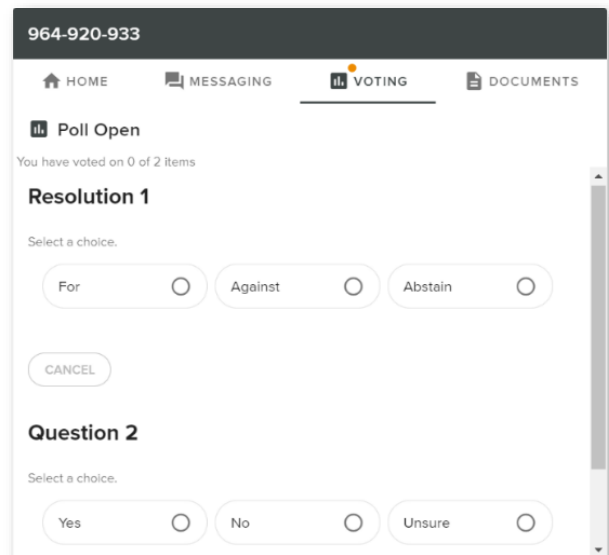 964-920-933
HOME MESSAGING VOTING DOCUMENTS
Poll Open
You have voted on 0 of 2 items
Resolution 1
Select a choice.
For Against Abstain
CANCEL
Question 2
Select a choice.
Yes No Unsure